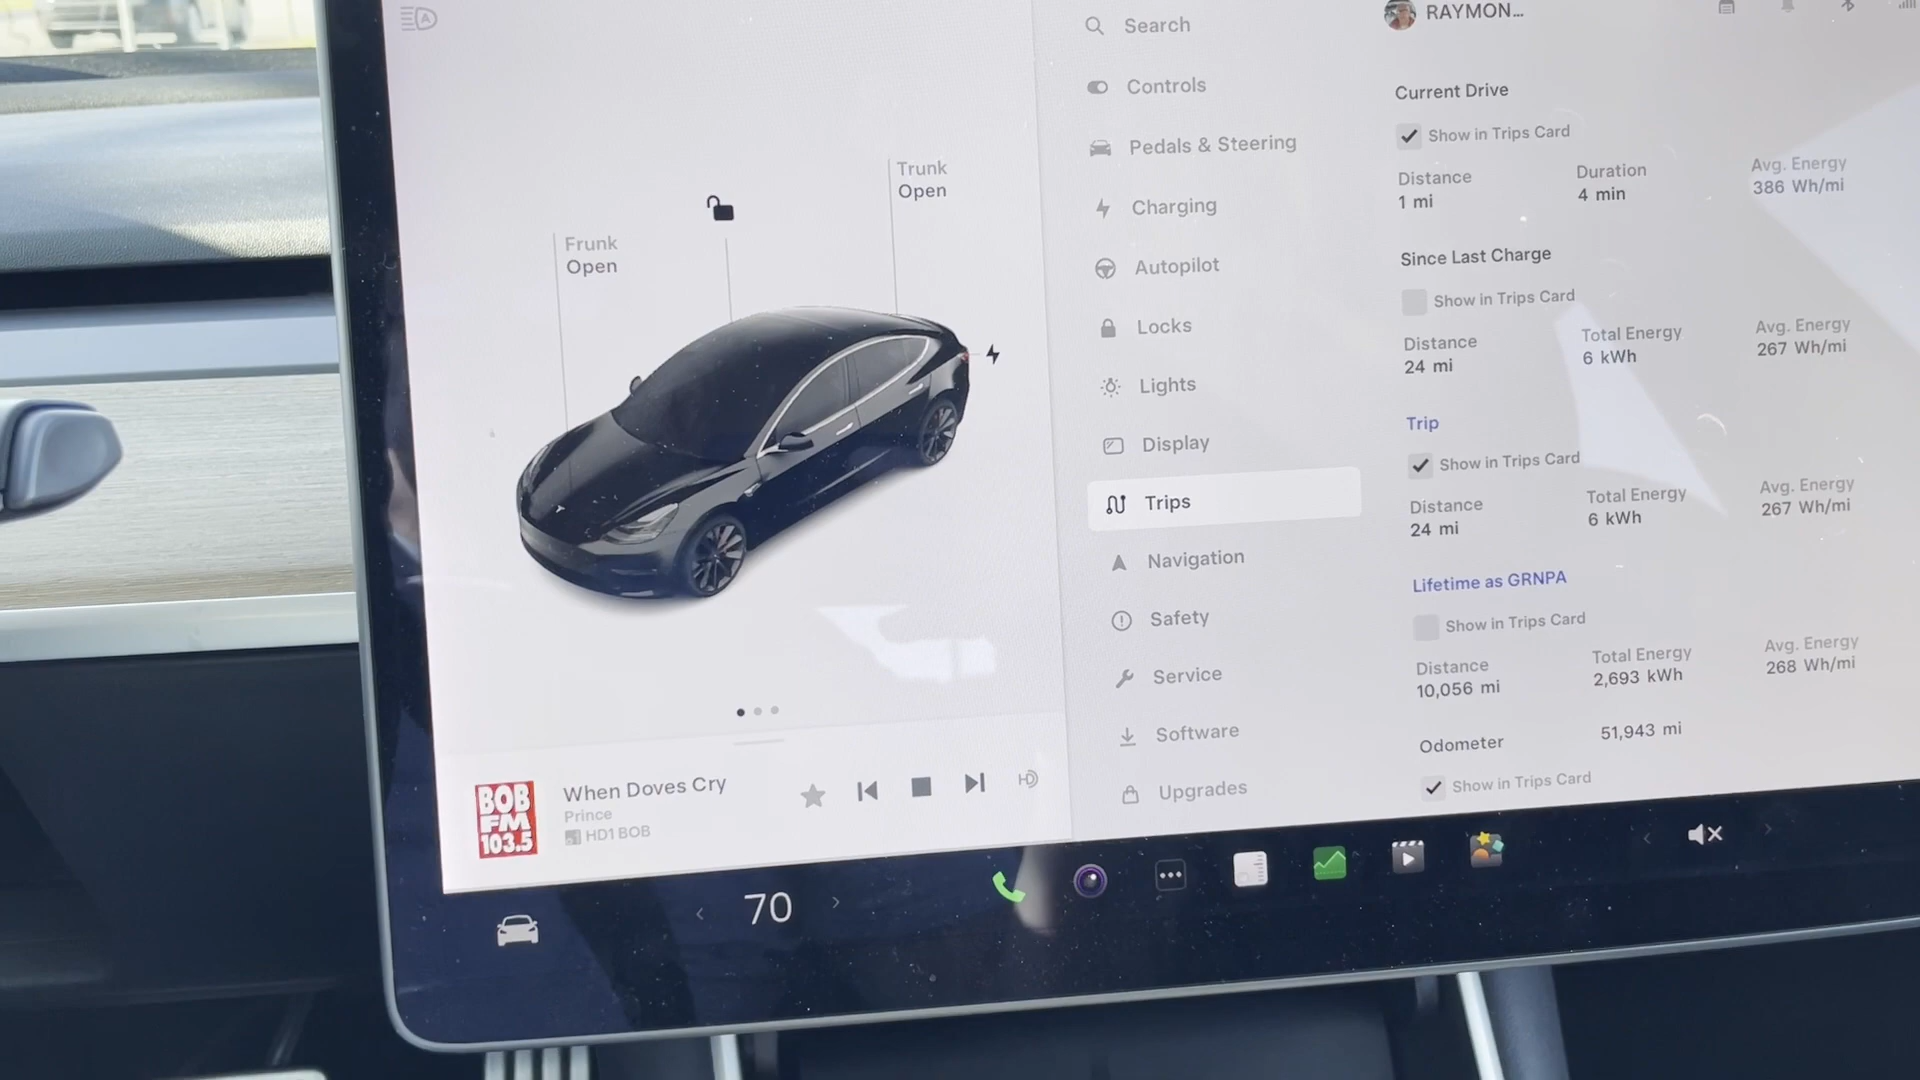 A
Trunk
Open
Frunk
Open
When Doves Cry
Prince
HD1 BOB
BOB
FM
103.5
HD
70
Search
Controls
Pedals & Steering
Charging
Autopilot
Locks
Lights
Display
Trips
Navigation
Safety
Service
Software
Upgrades
RAYMON...
Current Drive
Show in Trips Card
Distance Duration Avg. Energy
1 mi 4 min 386 Wh/mi
Since Last Charge
Show in Trips Card
Distance Total Energy Avg. Energy
24 mi 6 kWh 267 Wh/mi
Trip
Show in Trips Card
Distance Total Energy Avg. Energy
24 mi 6 kWh 267 Wh/mi
Lifetime as GRNPA
Show in Trips Card
Distance Total Energy Avg. Energy
10,056 mi 2,693 kWh 268 Wh/mi
Odometer 51,943 mi
Show in Trips Card